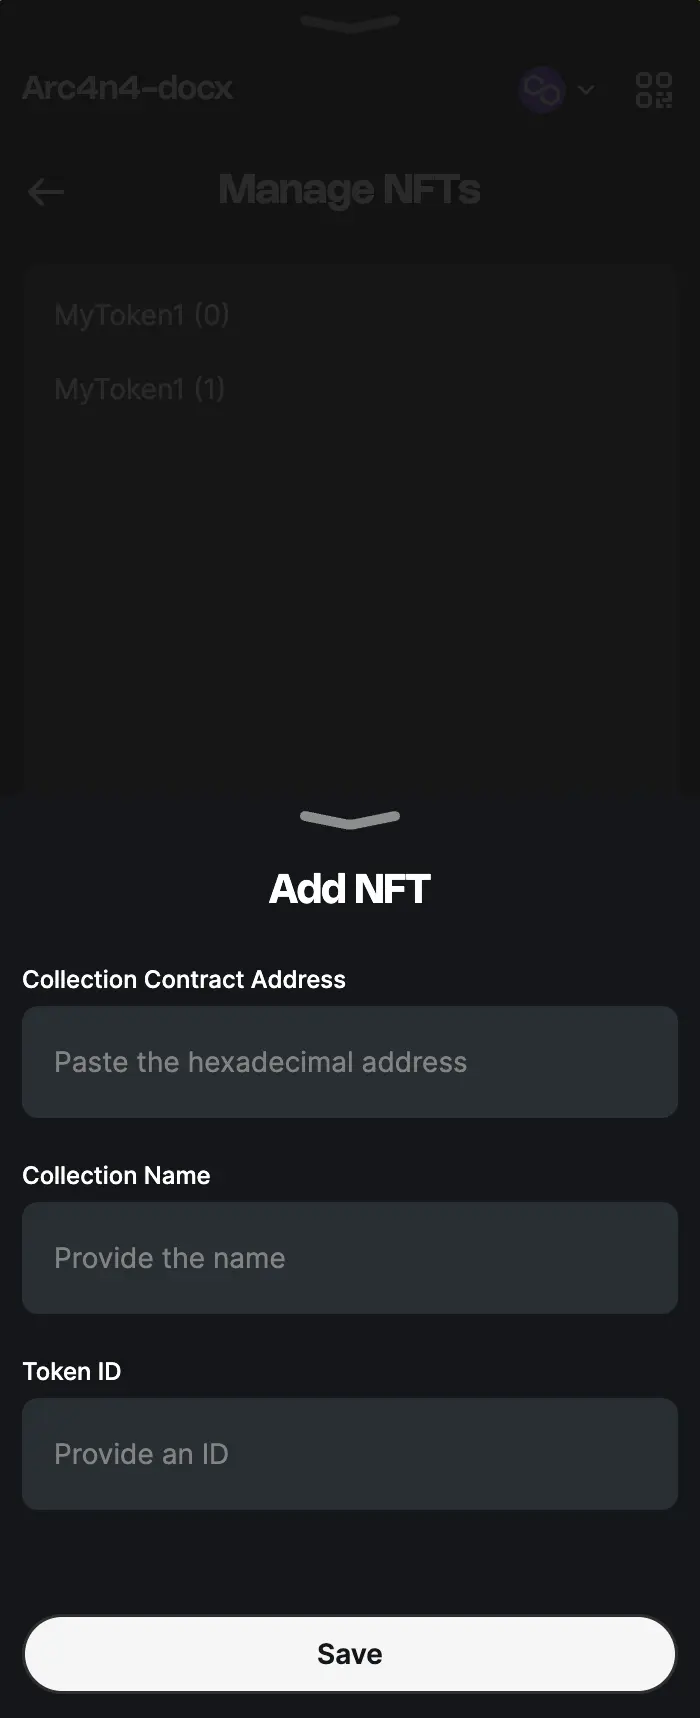 Arc4n4-docx
Manage NFTs
MyToken1 (0)
MyToken1 (1)
Add NFT
Collection Contract Address
Paste the hexadecimal address
Collection Name
Provide the name
Token ID
Provide an ID
Save